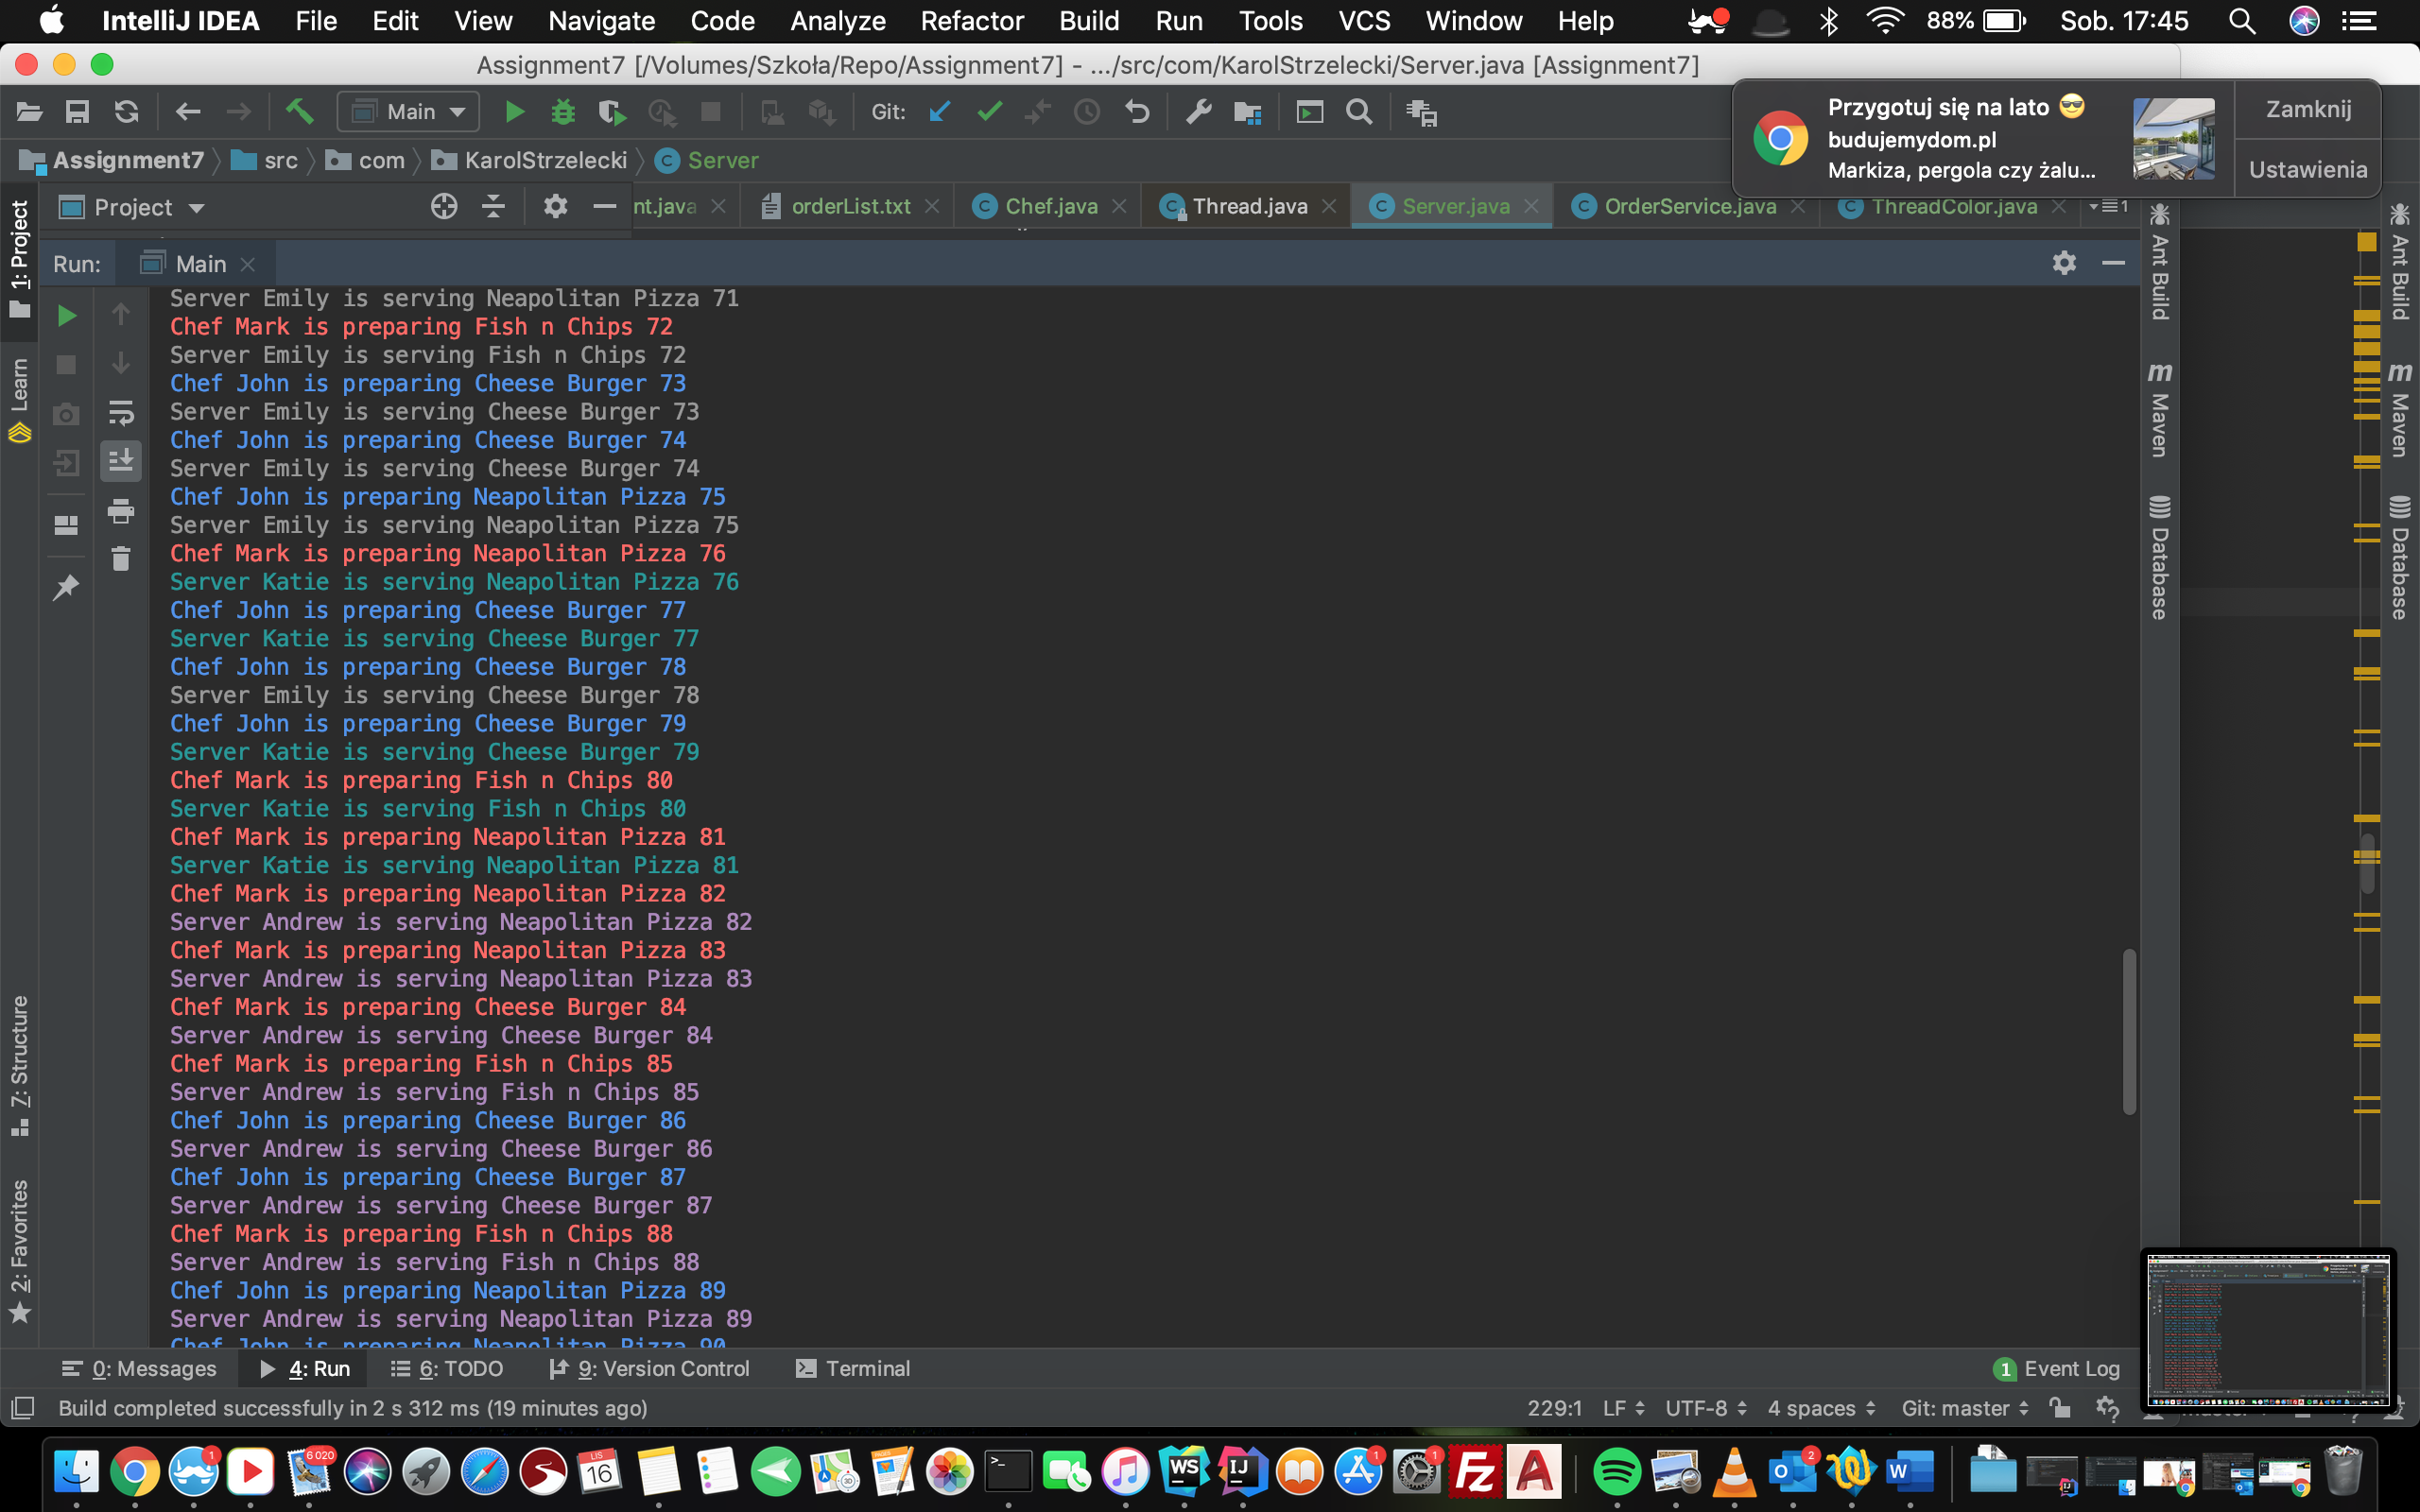 IntelliJ IDEA File Edit View Navigate Code Analyze Refactor Build Run Tools VCS Window Help 88% Sob. 17:45
Assignment7 [/Volumes/Szkoła/Repo/Assignment7] - .../src/com/KarolStrzelecki/Server.java [Assignment7]
Main Git:
Przygotuj się na lato 😎
budujemydom.pl
Markiza, pergola czy żalu...
Zamknij
Ustawienia
Assignment7 src com KarolStrzelecki Server
Project nt.java orderList.txt Chef.java Thread.java Server.java OrderService.java ThreadColor.java 1
Run: Main
1: Project
Learn
7: Structure
2: Favorites
Server Emily is serving Neapolitan Pizza 71
Chef Mark is preparing Fish n Chips 72
Server Emily is serving Fish n Chips 72
Chef John is preparing Cheese Burger 73
Server Emily is serving Cheese Burger 73
Chef John is preparing Cheese Burger 74
Server Emily is serving Cheese Burger 74
Chef John is preparing Neapolitan Pizza 75
Server Emily is serving Neapolitan Pizza 75
Chef Mark is preparing Neapolitan Pizza 76
Server Katie is serving Neapolitan Pizza 76
Chef John is preparing Cheese Burger 77
Server Katie is serving Cheese Burger 77
Chef John is preparing Cheese Burger 78
Server Emily is serving Cheese Burger 78
Chef John is preparing Cheese Burger 79
Server Katie is serving Cheese Burger 79
Chef Mark is preparing Fish n Chips 80
Server Katie is serving Fish n Chips 80
Chef Mark is preparing Neapolitan Pizza 81
Server Katie is serving Neapolitan Pizza 81
Chef Mark is preparing Neapolitan Pizza 82
Server Andrew is serving Neapolitan Pizza 82
Chef Mark is preparing Neapolitan Pizza 83
Server Andrew is serving Neapolitan Pizza 83
Chef Mark is preparing Cheese Burger 84
Server Andrew is serving Cheese Burger 84
Chef Mark is preparing Fish n Chips 85
Server Andrew is serving Fish n Chips 85
Chef John is preparing Cheese Burger 86
Server Andrew is serving Cheese Burger 86
Chef John is preparing Cheese Burger 87
Server Andrew is serving Cheese Burger 87
Chef Mark is preparing Fish n Chips 88
Server Andrew is serving Fish n Chips 88
Chef John is preparing Neapolitan Pizza 89
Server Andrew is serving Neapolitan Pizza 89
Chef John is preparing Neapolitan Pizza 90
Ant Build
Maven
Database
Ant Build
Maven
Database
0: Messages 4: Run 6: TODO 9: Version Control Terminal 1 Event Log
Build completed successfully in 2 s 312 ms (19 minutes ago) 229:1 LF UTF-8 4 spaces Git: master
1 6 020 LIS 16 WS IJ 1 1 Fz 2 W